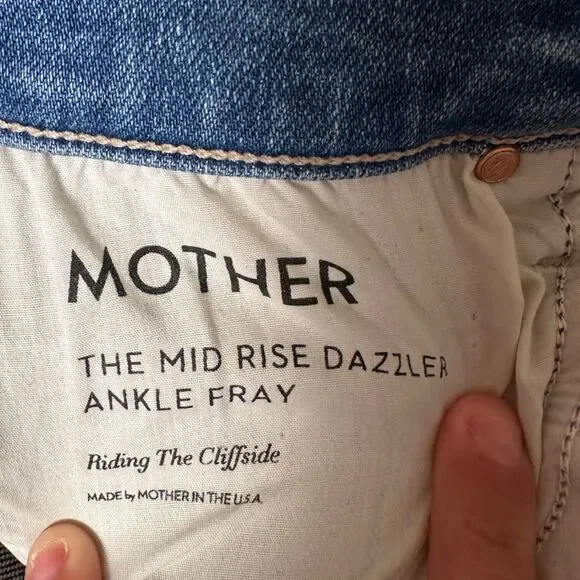 MOTHER
THE MID RISE DAZZLER
ANKLE FRAY
Riding The Cliffside
MADE by MOTHER IN THE U.S.A.